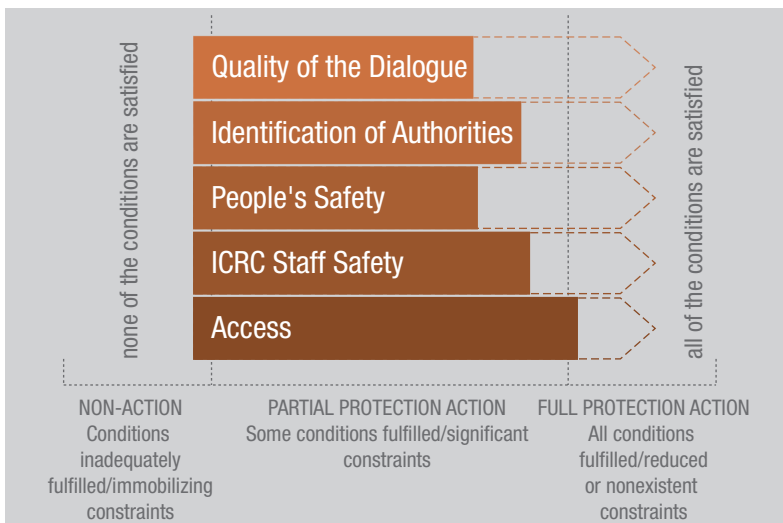 none of the conditions are satisfied
Quality of the Dialogue
Identification of Authorities
People's Safety
ICRC Staff Safety
Access
all of the conditions are satisfied
NON-ACTION
Conditions
inadequately
fulfilled/immobilizing
constraints
PARTIAL PROTECTION ACTION
Some conditions fulfilled/significant
constraints
FULL PROTECTION ACTION
All conditions
fulfilled/reduced
or nonexistent
constraints